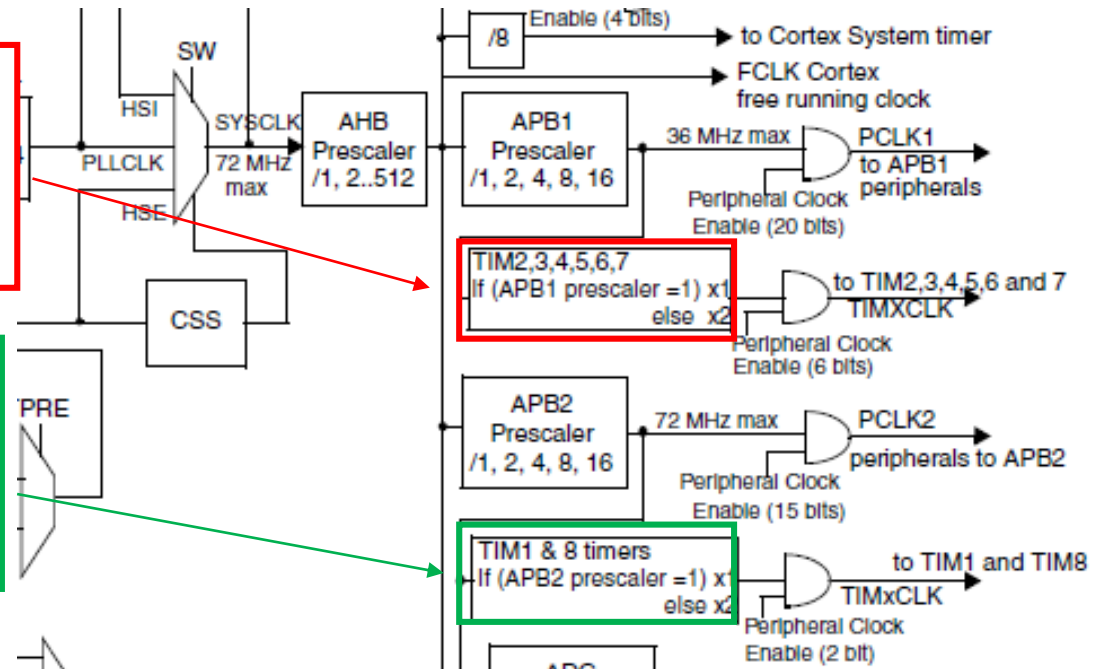 Enable (4 bits)
/8
to Cortex System timer
FCLK Cortex
free running clock
SW
HSI
SYSCLK
PLLCLK
72 MHz
max
HSE
AHB
Prescaler
/1, 2..512
APB1
Prescaler
/1, 2, 4, 8, 16
36 MHz max
PCLK1
to APB1
peripherals
Peripheral Clock
Enable (20 bits)
TIM2,3,4,5,6,7
If (APB1 prescaler =1) x1
else x2
to TIM2,3,4,5,6 and 7
TIMXCLK
Peripheral Clock
Enable (6 bits)
CSS
APB2
Prescaler
/1, 2, 4, 8, 16
72 MHz max
PCLK2
peripherals to APB2
Peripheral Clock
Enable (15 bits)
TIM1 & 8 timers
If (APB2 prescaler =1) x1
else x2
to TIM1 and TIM8
TIMxCLK
Peripheral Clock
Enable (2 bit)